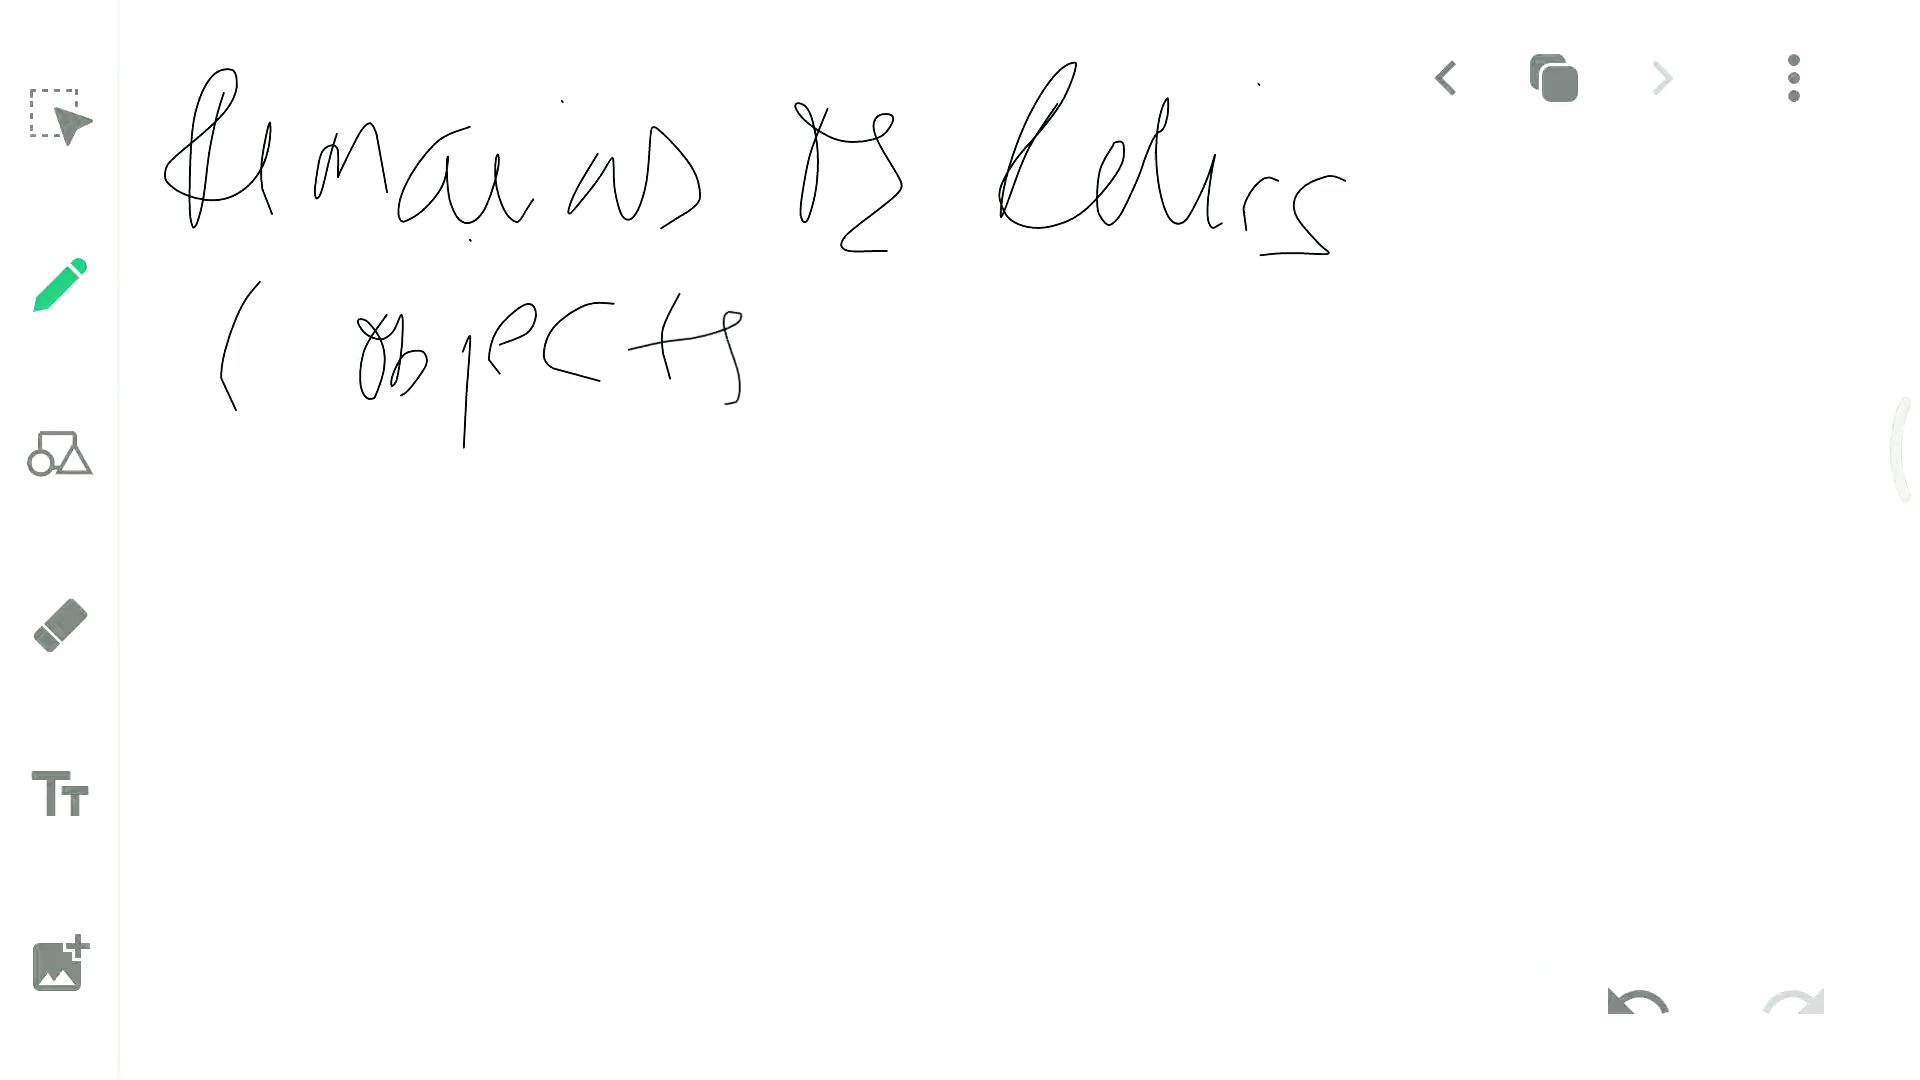 Remains of Relics
( objects